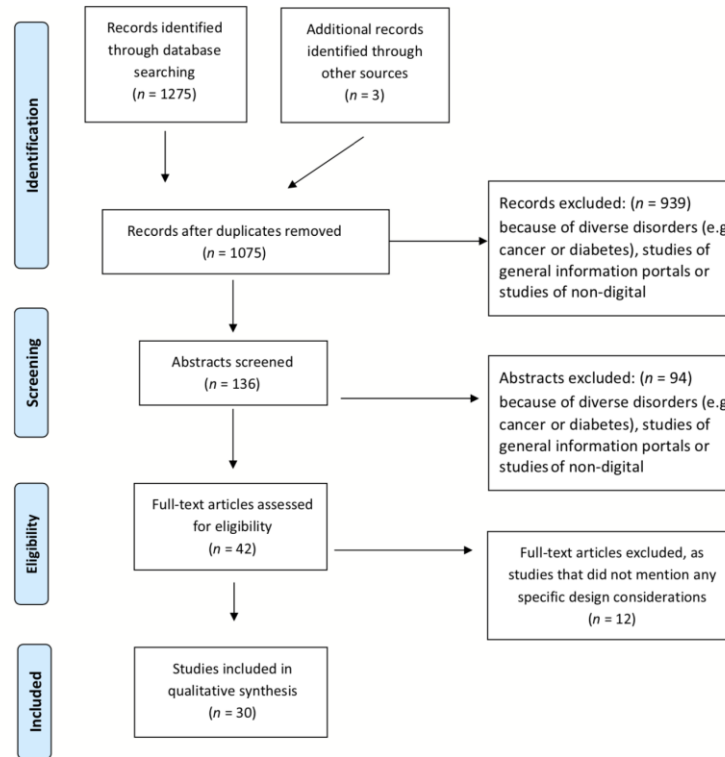 Identification
Records identified
through database
searching
(n = 1275)
Additional records
identified through
other sources
(n = 3)
Records after duplicates removed
(n = 1075)
Records excluded: (n = 939)
because of diverse disorders (e.g
cancer or diabetes), studies of
general information portals or
studies of non-digital
Screening
Abstracts screened
(n = 136)
Abstracts excluded: (n = 94)
because of diverse disorders (e.g
cancer or diabetes), studies of
general information portals or
studies of non-digital
Eligibility
Full-text articles assessed
for eligibility
(n = 42)
Full-text articles excluded, as
studies that did not mention any
specific design considerations
(n = 12)
Included
Studies included in
qualitative synthesis
(n = 30)